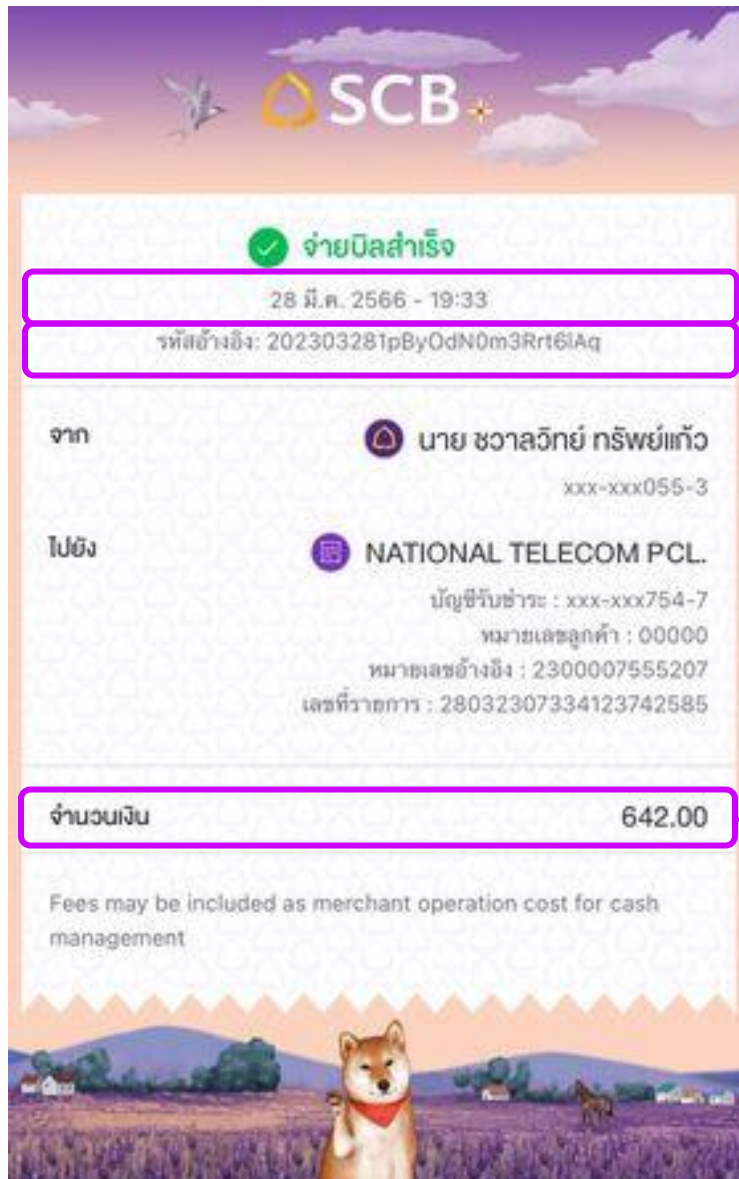 SCB
จ่ายบิลสำเร็จ
28 มี.ค. 2566 - 19:33
รหัสอ้างอิง: 202303281pByOdN0m3Rrt6lAq
จาก
นาย ชวาลวิทย์ ทรัพย์แก้ว
xxx-xxx055-3
ไปยัง
NATIONAL TELECOM PCL.
บัญชีรับชำระ : xxx-xxx754-7
หมายเลขลูกค้า : 00000
หมายเลขอ้างอิง : 2300007555207
เลขที่รายการ : 28032307334123742585
จำนวนเงิน 642.00
Fees may be included as merchant operation cost for cash
management